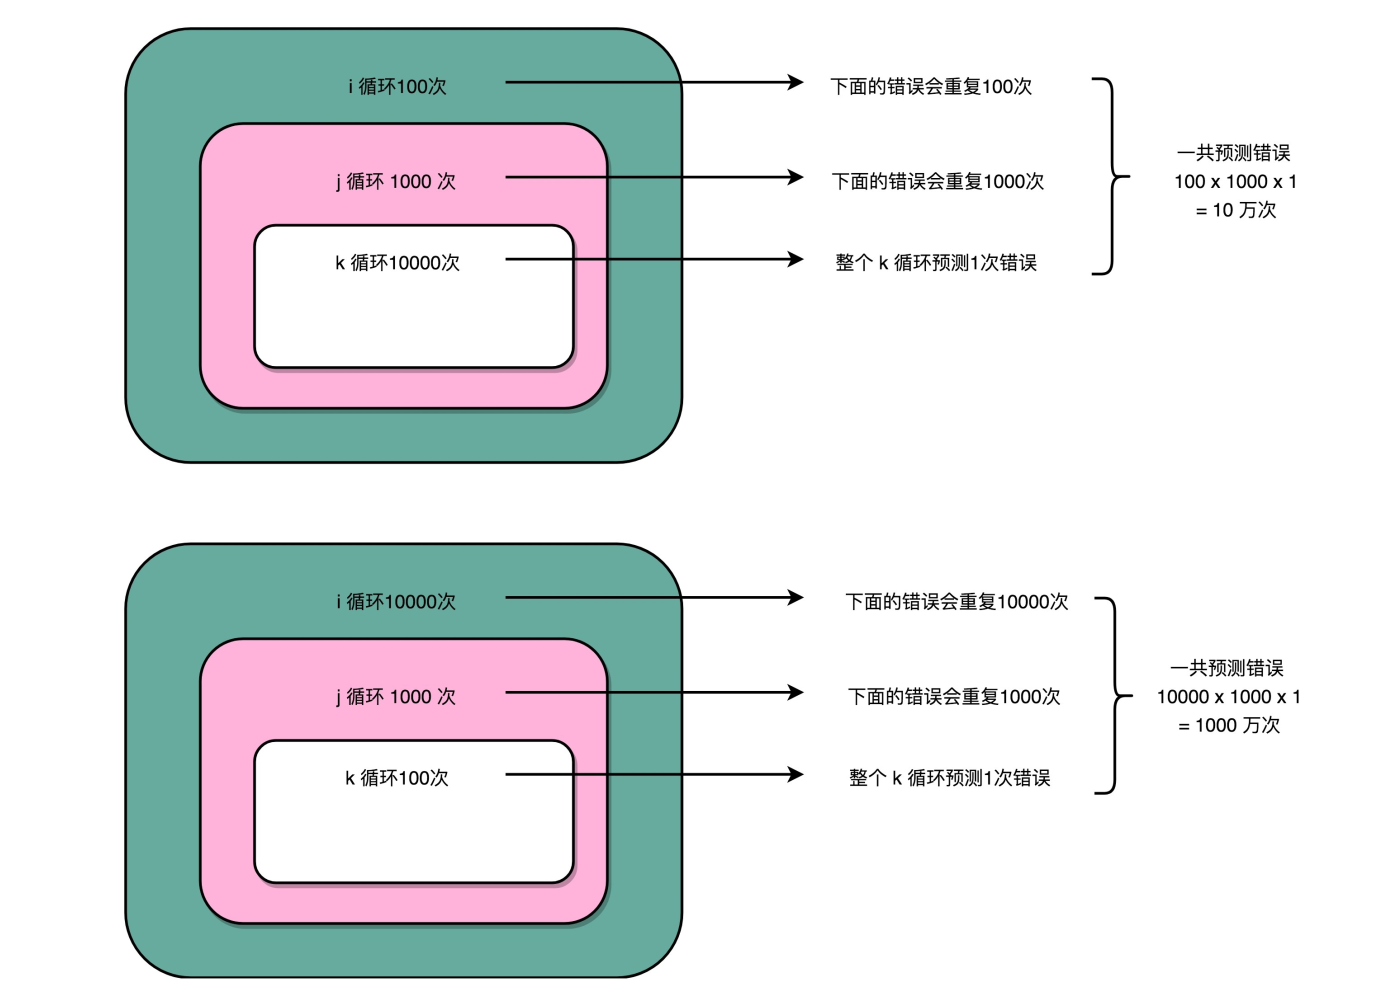 i 循环100次
下面的错误会重复100次
j 循环 1000 次
下面的错误会重复1000次
k 循环10000次
整个 k 循环预测1次错误
一共预测错误
100 x 1000 x 1
= 10 万次
i 循环10000次
下面的错误会重复10000次
j 循环 1000 次
下面的错误会重复1000次
k 循环100次
整个 k 循环预测1次错误
一共预测错误
10000 x 1000 x 1
= 1000 万次